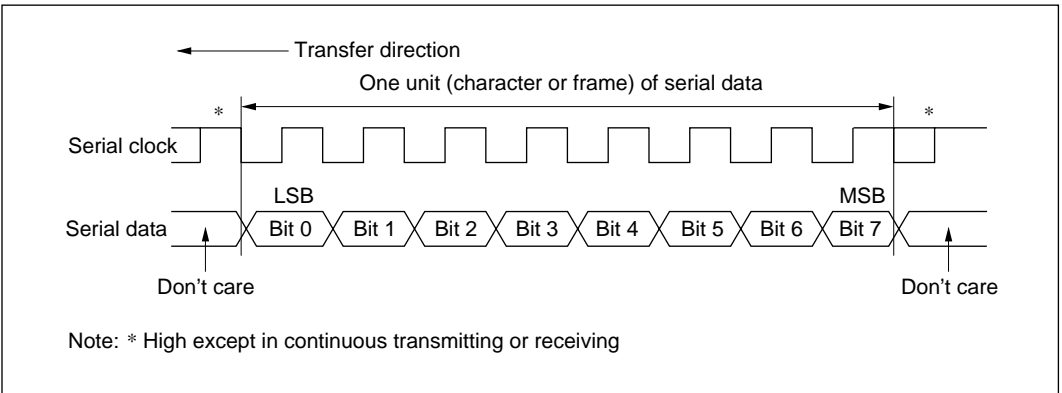 Transfer direction
One unit (character or frame) of serial data
* *
Serial clock
LSB MSB
Serial data Bit 0 Bit 1 Bit 2 Bit 3 Bit 4 Bit 5 Bit 6 Bit 7
Don't care Don't care
Note: * High except in continuous transmitting or receiving